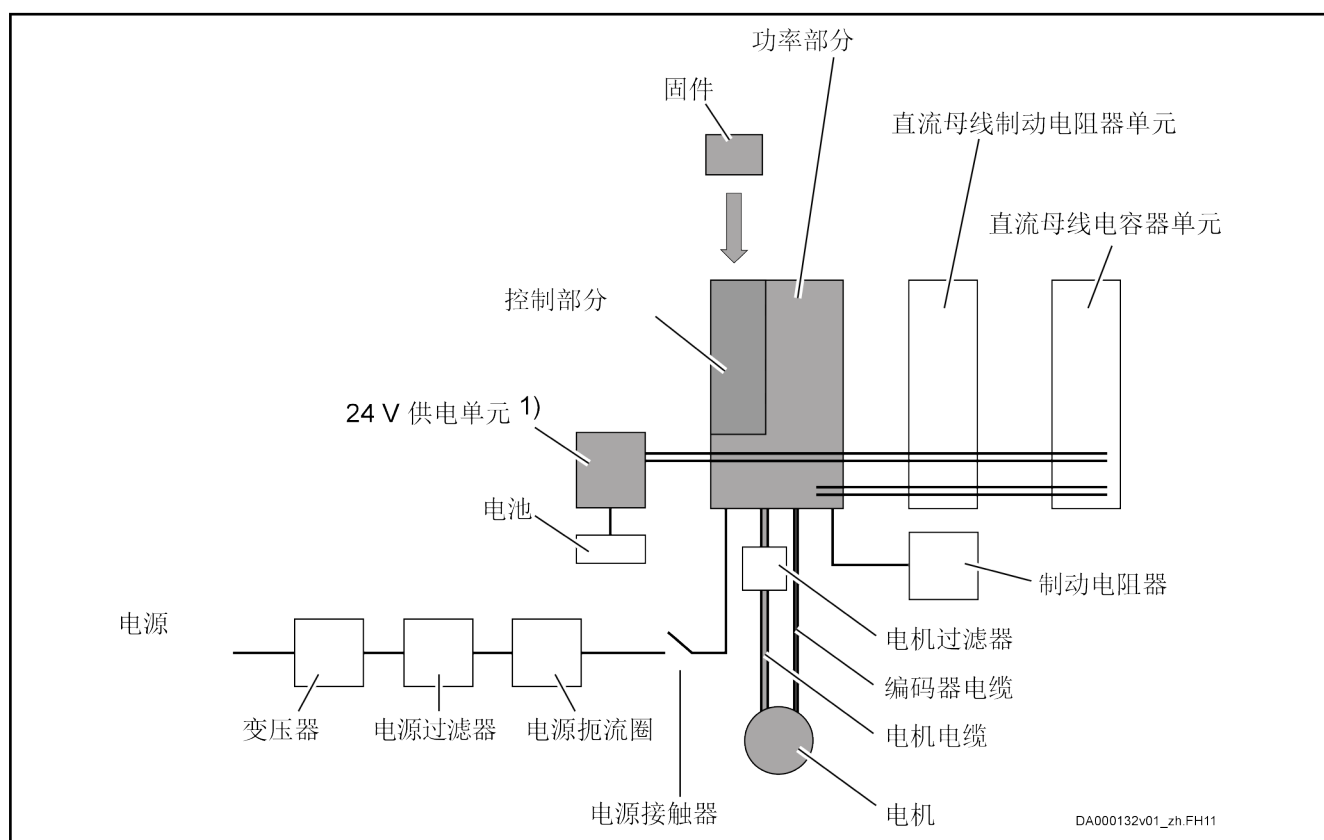 功率部分
固件
直流母线制动电阻器单元
直流母线电容器单元
控制部分
24 V 供电单元 1)
电池
制动电阻器
电源
电机过滤器
编码器电缆
变压器
电源过滤器
电源扼流圈
电机电缆
电源接触器
电机
DA000132v01_zh.FH11